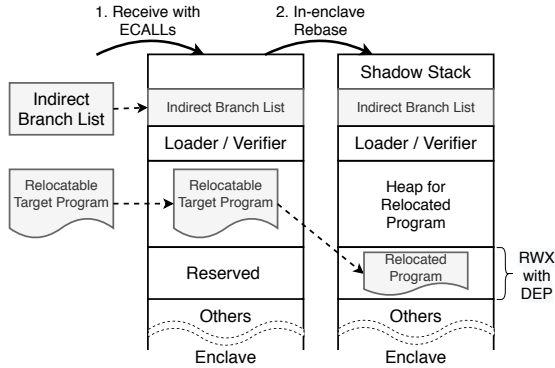 1. Receive with
ECALLs
2. In-enclave
Rebase
Indirect
Branch List
Relocatable
Target Program
Indirect Branch List
Loader / Verifier
Relocatable
Target Program
Reserved
Others
Enclave
Shadow Stack
Indirect Branch List
Loader / Verifier
Heap for
Relocated
Program
Relocated
Program
Others
Enclave
RWX
with
DEP